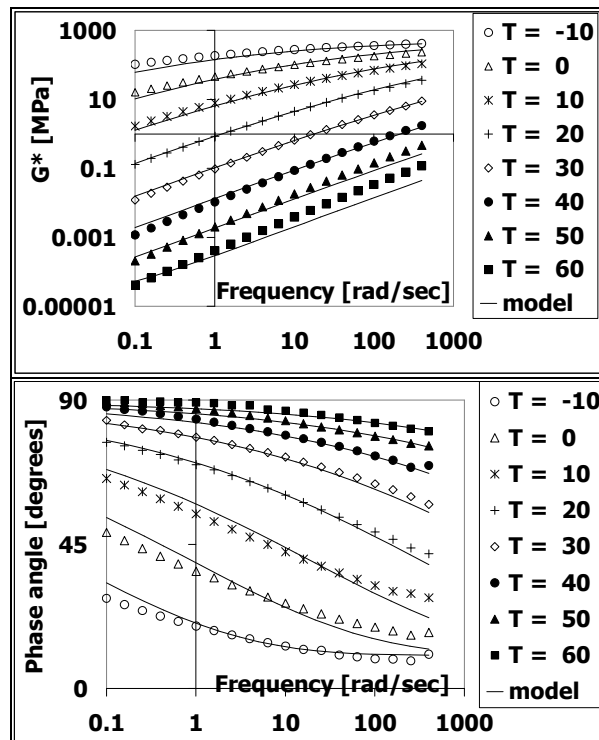 1000
10
0.1
0.001
0.00001
G* [MPa]
Frequency [rad/sec]
0.1 1 10 100 1000
T = -10
T = 0
T = 10
T = 20
T = 30
T = 40
T = 50
T = 60
model
90
45
0
Phase angle [degrees]
Frequency [rad/sec]
0.1 1 10 100 1000
T = -10
T = 0
T = 10
T = 20
T = 30
T = 40
T = 50
T = 60
model